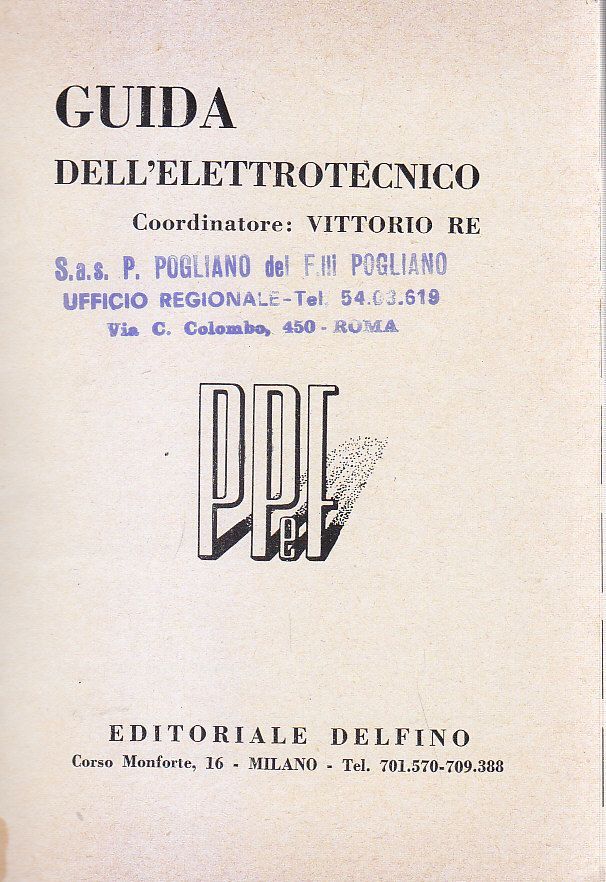 GUIDA
DELL'ELETTROTECNICO
Coordinatore: VITTORIO RE
S.a.s. P. POGLIANO dei F.lli POGLIANO
UFFICIO REGIONALE-Tel. 54.03.619
Via C. Colombo, 450 - ROMA
PPeF
EDITORIALE DELFINO
Corso Monforte, 16 - MILANO - Tel. 701.570-709.388